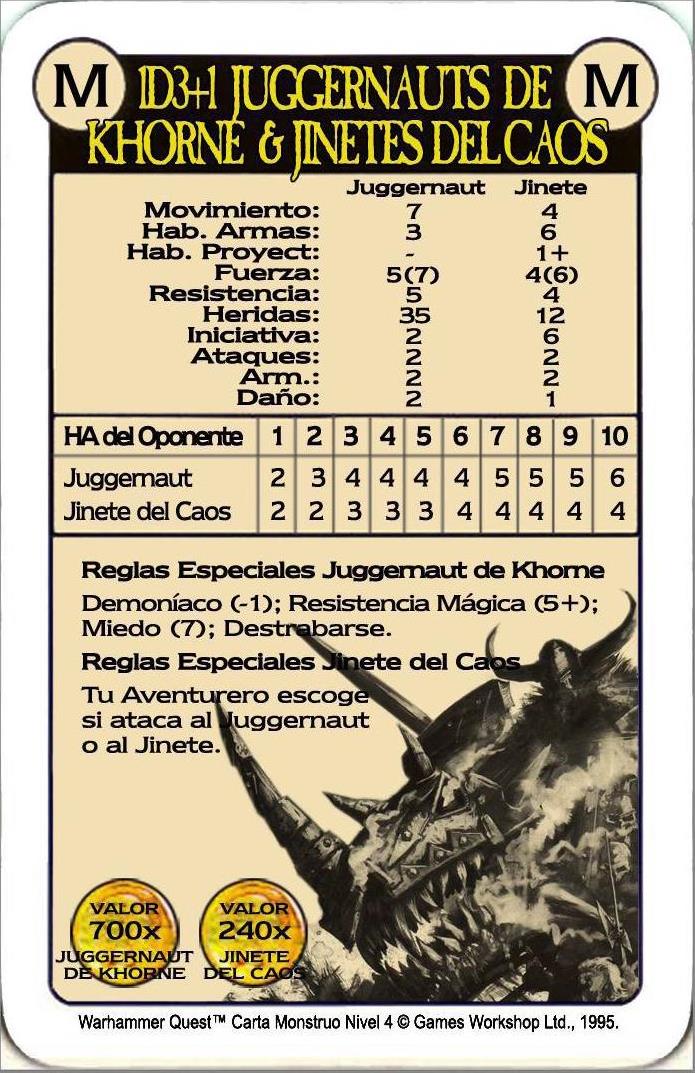 M 1D3+1 JUGGERNAUTS DE M
KHORNE & JINETES DEL CAOS
Juggernaut Jinete
Movimiento: 7 4
Hab. Armas: 3 6
Hab. Proyect: - 1+
Fuerza: 5(7) 4(6)
Resistencia: 5 4
Heridas: 35 12
Iniciativa: 2 6
Ataques: 2 2
Arm.: 2 2
Daño: 2 1
HA del Oponente 1 2 3 4 5 6 7 8 9 10
Juggernaut 2 3 4 4 4 4 5 5 5 6
Jinete del Caos 2 2 3 3 3 4 4 4 4 4
Reglas Especiales Juggernaut de Khorne
Demoníaco (-1); Resistencia Mágica (5+);
Miedo (7); Destrabarse.
Reglas Especiales Jinete del Caos
Tu Aventurero escoge
si ataca al Juggernaut
o al Jinete.
VALOR
700x
JUGGERNAUT
DE KHORNE
VALOR
240x
JINETE
DEL CAOS
Warhammer Quest™ Carta Monstruo Nivel 4 © Games Workshop Ltd., 1995.